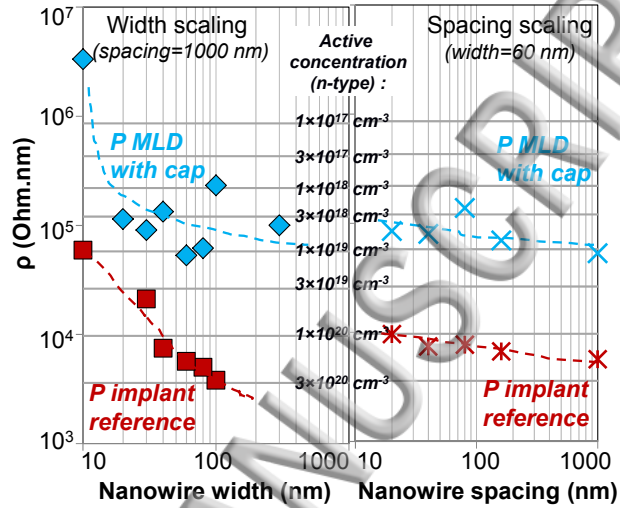 Width scaling
(spacing=1000 nm)
Active
concentration
(n-type) :
Spacing scaling
(width=60 nm)
10⁷
10⁶
10⁵
10⁴
10³
ρ (Ohm.nm)
P MLD
with cap
P implant
reference
1×10¹⁷ cm⁻³
3×10¹⁷ cm⁻³
1×10¹⁸ cm⁻³
3×10¹⁸ cm⁻³
1×10¹⁹ cm⁻³
3×10¹⁹ cm⁻³
1×10²⁰ cm⁻³
3×10²⁰ cm⁻³
P MLD
with cap
P implant
reference
10 100 1000
Nanowire width (nm)
10 100 1000
Nanowire spacing (nm)